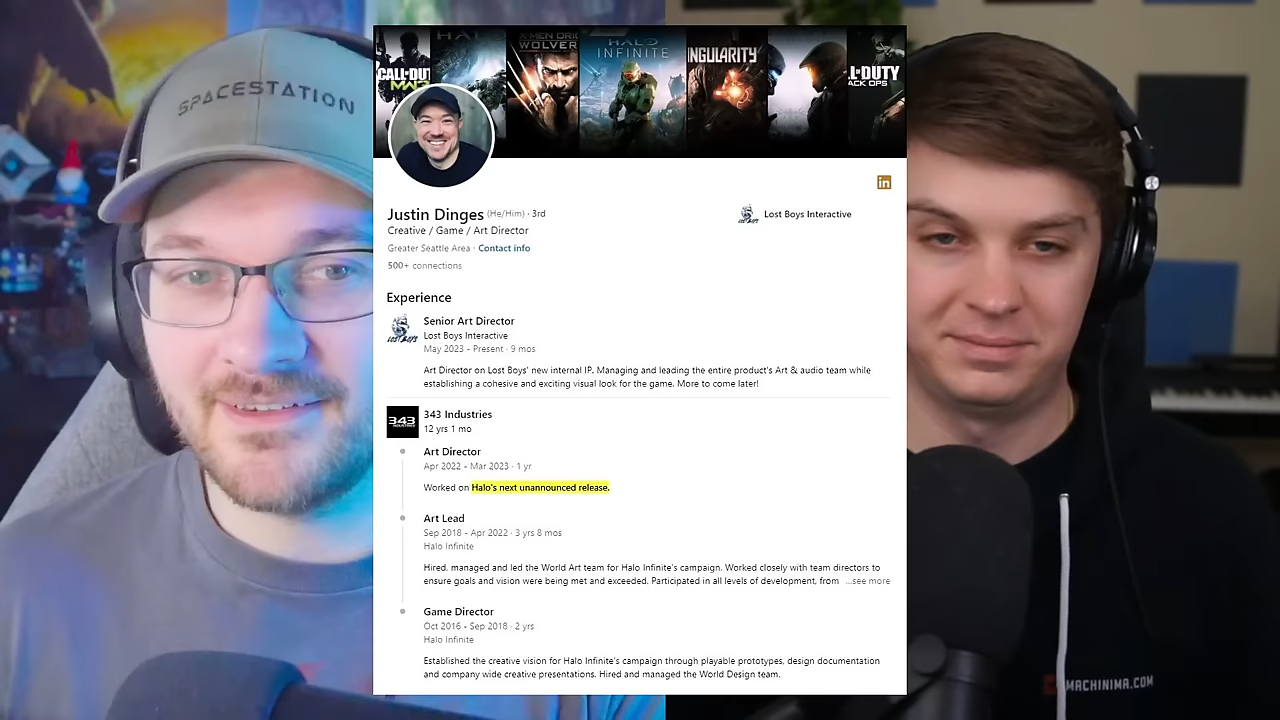 SPACESTATION
CALL DUTY
MW3
HALO
X-MEN ORIG
WOLVER
HALO
INFINITE
INGULARITY
L DUTY
ACK OPS
in
Justin Dinges (He/Him) · 3rd
Lost Boys Interactive
Creative / Game / Art Director
Greater Seattle Area · Contact info
500+ connections
Experience
Senior Art Director
Lost Boys Interactive
May 2023 - Present · 9 mos
LOST BOYS
Art Director on Lost Boys' new internal IP. Managing and leading the entire product's Art & audio team while
establishing a cohesive and exciting visual look for the game. More to come later!
343 Industries
343
INDUSTRIES
12 yrs 1 mo
Art Director
Apr 2022 - Mar 2023 · 1 yr
Worked on Halo's next unannounced release.
Art Lead
Sep 2018 - Apr 2022 · 3 yrs 8 mos
Halo Infinite
Hired, managed and led the World Art team for Halo Infinite's campaign. Worked closely with team directors to
ensure goals and vision were being met and exceeded. Participated in all levels of development, from ...see more
Game Director
Oct 2016 - Sep 2018 · 2 yrs
Halo Infinite
Established the creative vision for Halo Infinite's campaign through playable prototypes, design documentation
and company wide creative presentations. Hired and managed the World Design team.
MACHINIMA.COM